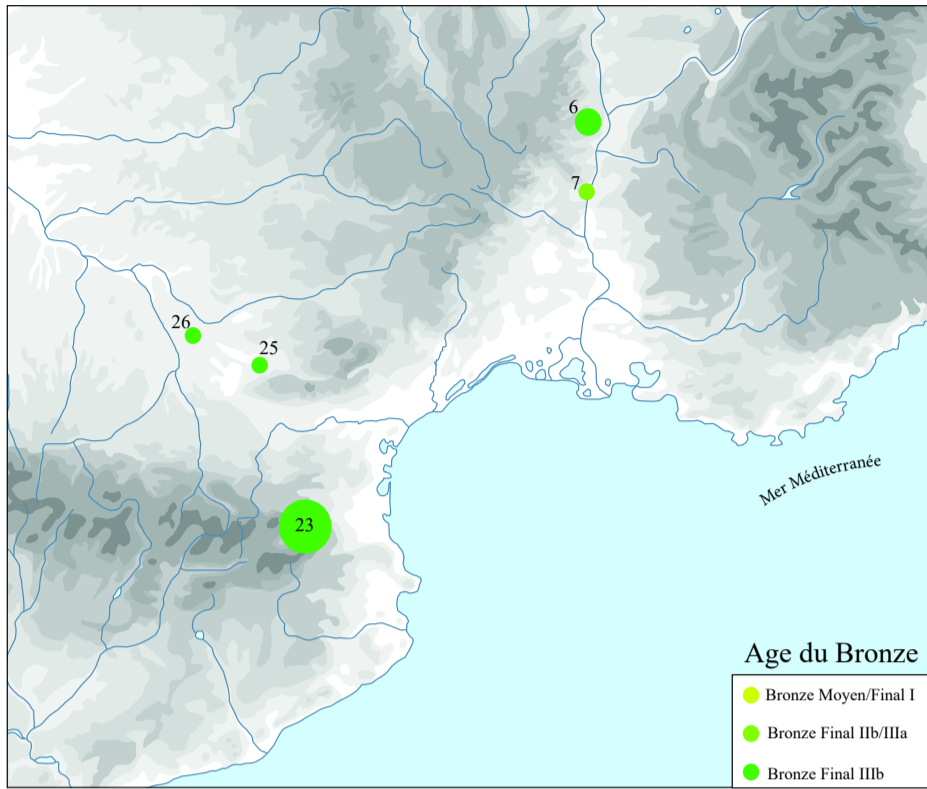 6
7
26
25
Mer Méditerranée
23
Age du Bronze
Bronze Moyen/Final I
Bronze Final IIb/IIIa
Bronze Final IIIb